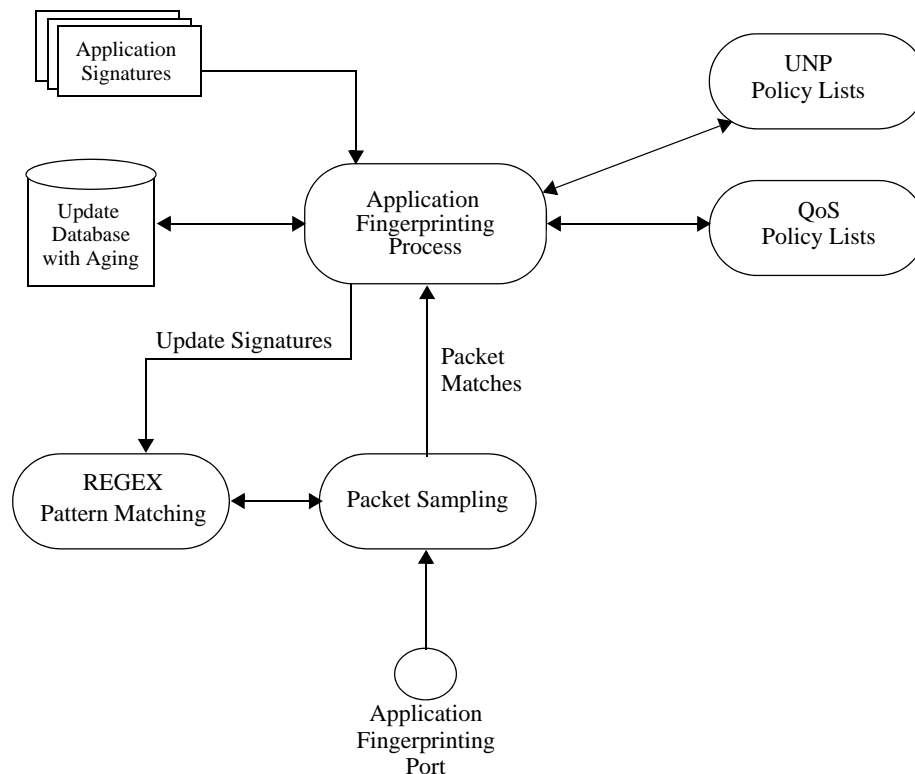 Application
Signatures
UNP
Policy Lists
Application
Fingerprinting
Process
Update
Database
with Aging
QoS
Policy Lists
Update Signatures
Packet
Matches
REGEX
Pattern Matching
Packet Sampling
Application
Fingerprinting
Port